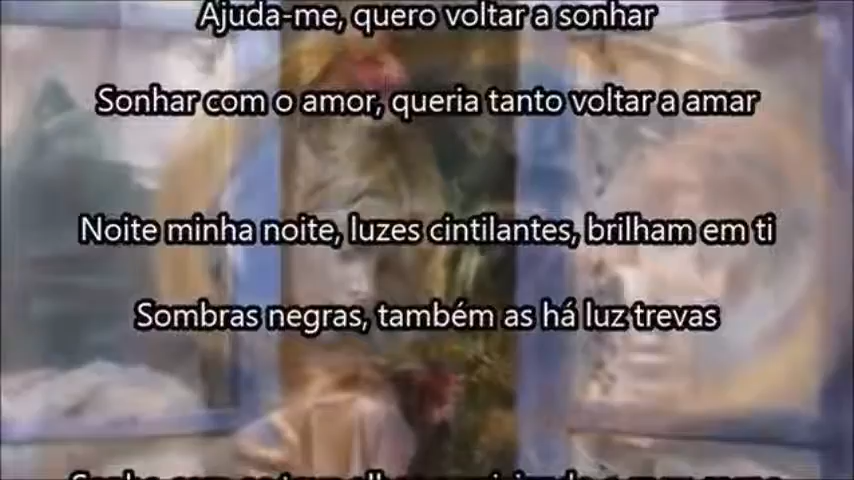 Ajuda-me, quero voltar a sonhar
Sonhar com o amor, queria tanto voltar a amar
Noite minha noite, luzes cintilantes, brilham em ti
Sombras negras, também as há luz trevas